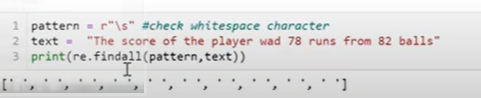 1 pattern = r"\s" #check whitespace character
2 text = "The score of the player wad 78 runs from 82 balls"
3 print(re.findall(pattern,text))
[' ', ' ', ' ', ' ', ' ', ' ', ' ', ' ', ' ', ' ']